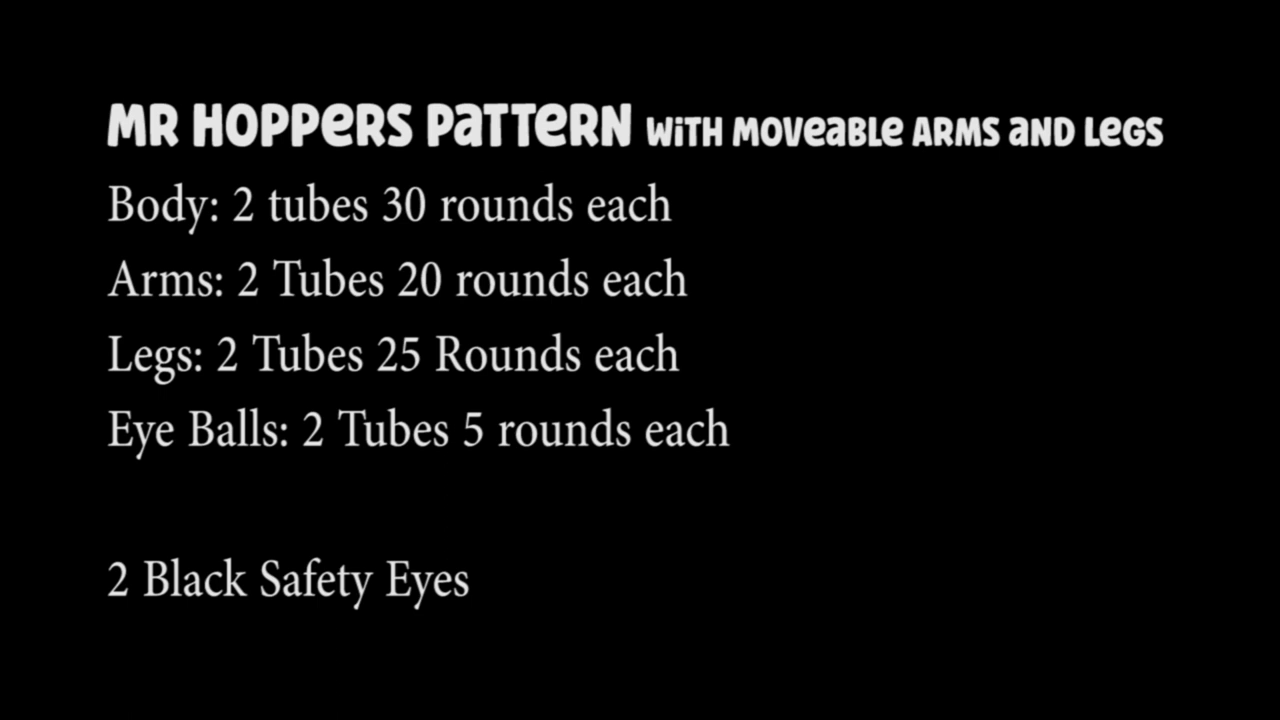 MR HOPPERS PATTERN WITH MOVEABLE ARMS AND LEGS
Body: 2 tubes 30 rounds each
Arms: 2 Tubes 20 rounds each
Legs: 2 Tubes 25 Rounds each
Eye Balls: 2 Tubes 5 rounds each
2 Black Safety Eyes